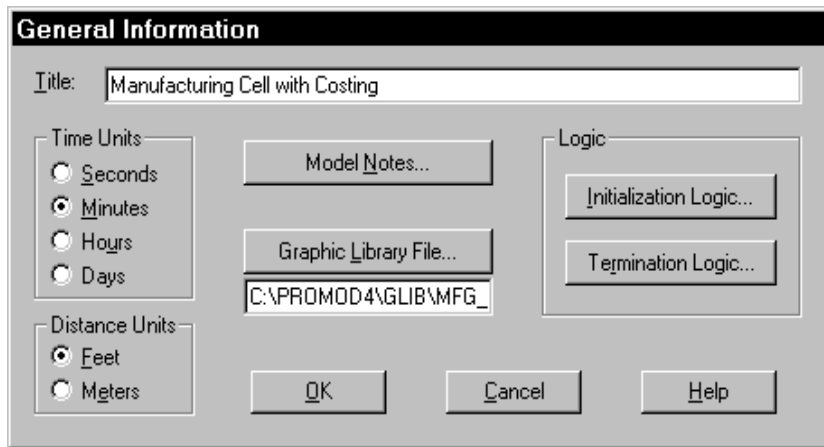 General Information
Title: Manufacturing Cell with Costing
Time Units
Seconds
Minutes
Hours
Days
Model Notes...
Graphic Library File...
C:\PROMOD4\GLIB\MFG_
Logic
Initialization Logic...
Termination Logic...
Distance Units
Feet
Meters
OK
Cancel
Help